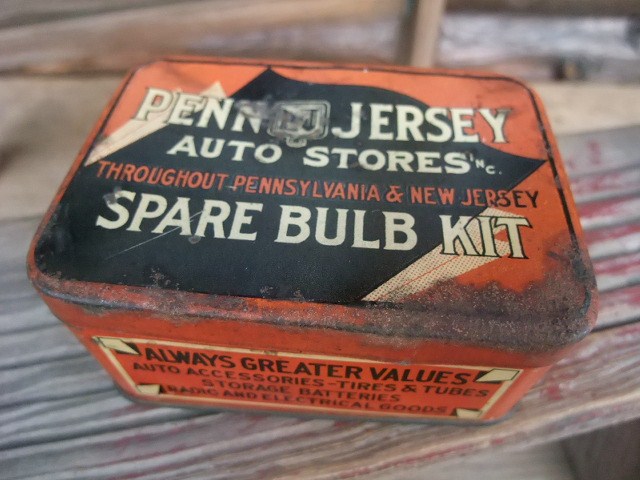 PENN JERSEY
AUTO STORES INC.
THROUGHOUT PENNSYLVANIA & NEW JERSEY
SPARE BULB KIT
ALWAYS GREATER VALUES
AUTO ACCESSORIES-TIRES & TUBES
STORAGE BATTERIES
RADIO AND ELECTRICAL GOODS